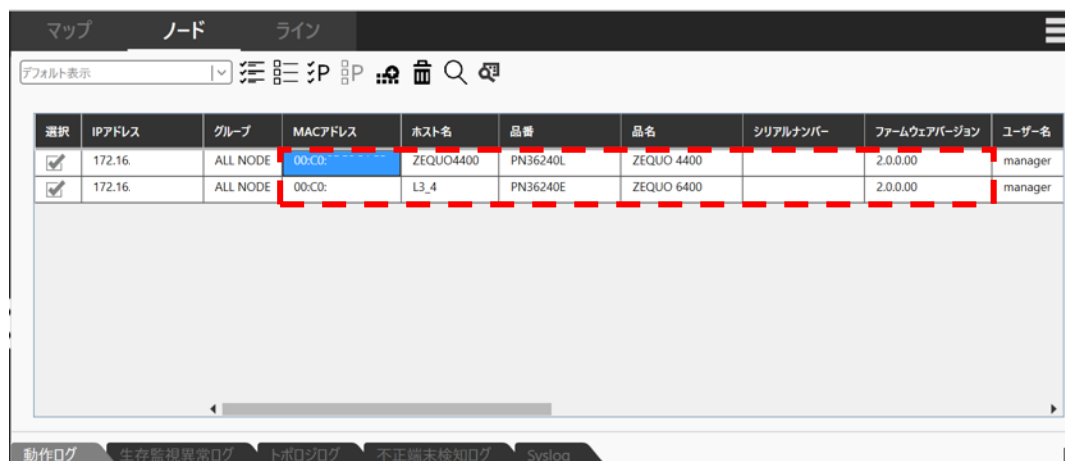 マップ ノード ライン
デフォルト表示
選択 IPアドレス グループ MACアドレス ホスト名 品番 品名 シリアルナンバー ファームウェアバージョン ユーザー名
172.16. ALL NODE 00:C0: ZEQUO4400 PN36240L ZEQUO 4400 2.0.0.00 manager
172.16. ALL NODE 00:C0: L3_4 PN36240E ZEQUO 6400 2.0.0.00 manager
動作ログ 生存監視異常ログ トポロジログ 不正端末検知ログ Syslog